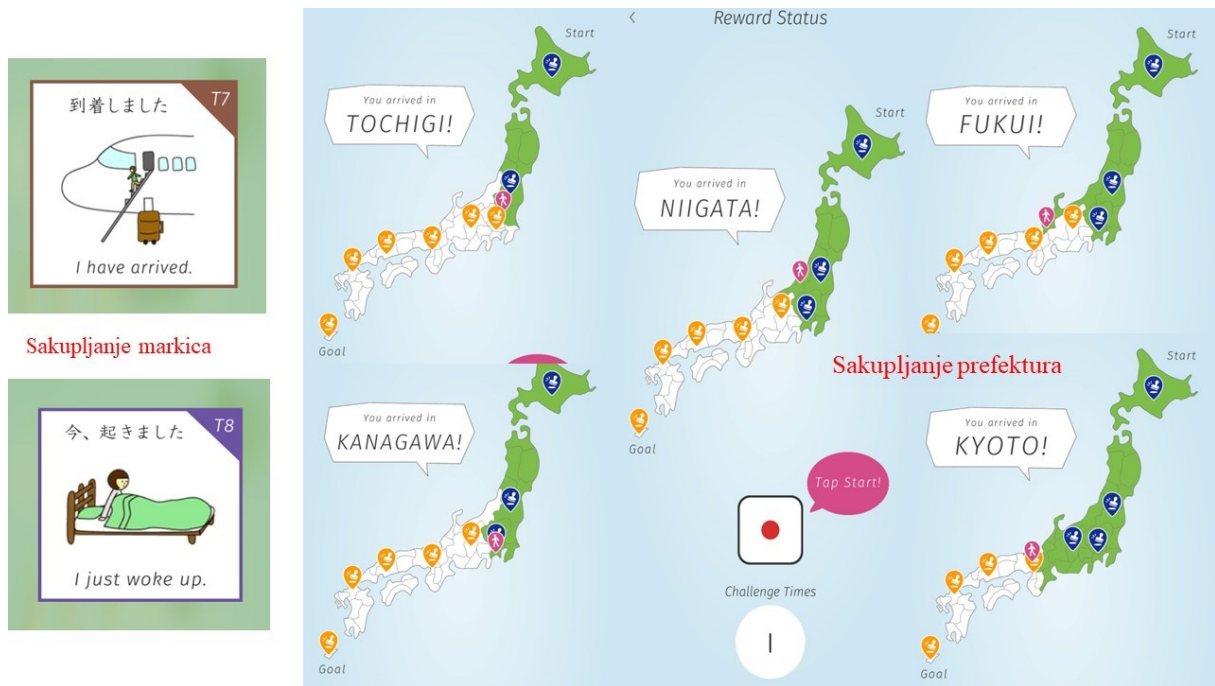 到着しました
T7
I have arrived.
Sakupljanje markica
今、起きました
T8
I just woke up.
Start
You arrived in
TOCHIGI!
Goal
You arrived in
KANAGAWA!
Goal
Reward Status
Start
You arrived in
NIIGATA!
Goal
Tap Start!
Challenge Times
1
Start
You arrived in
FUKUI!
Sakupljanje prefektura
Start
You arrived in
KYOTO!
Goal